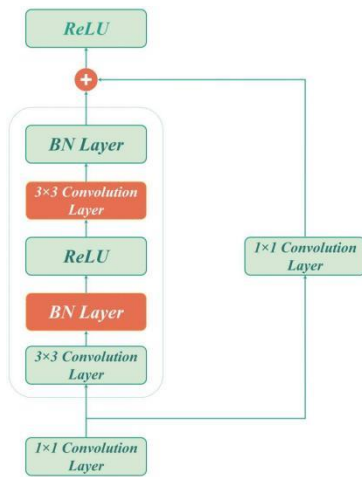 ReLU
+
BN Layer
3×3 Convolution
Layer
ReLU
1×1 Convolution
Layer
BN Layer
3×3 Convolution
Layer
1×1 Convolution
Layer